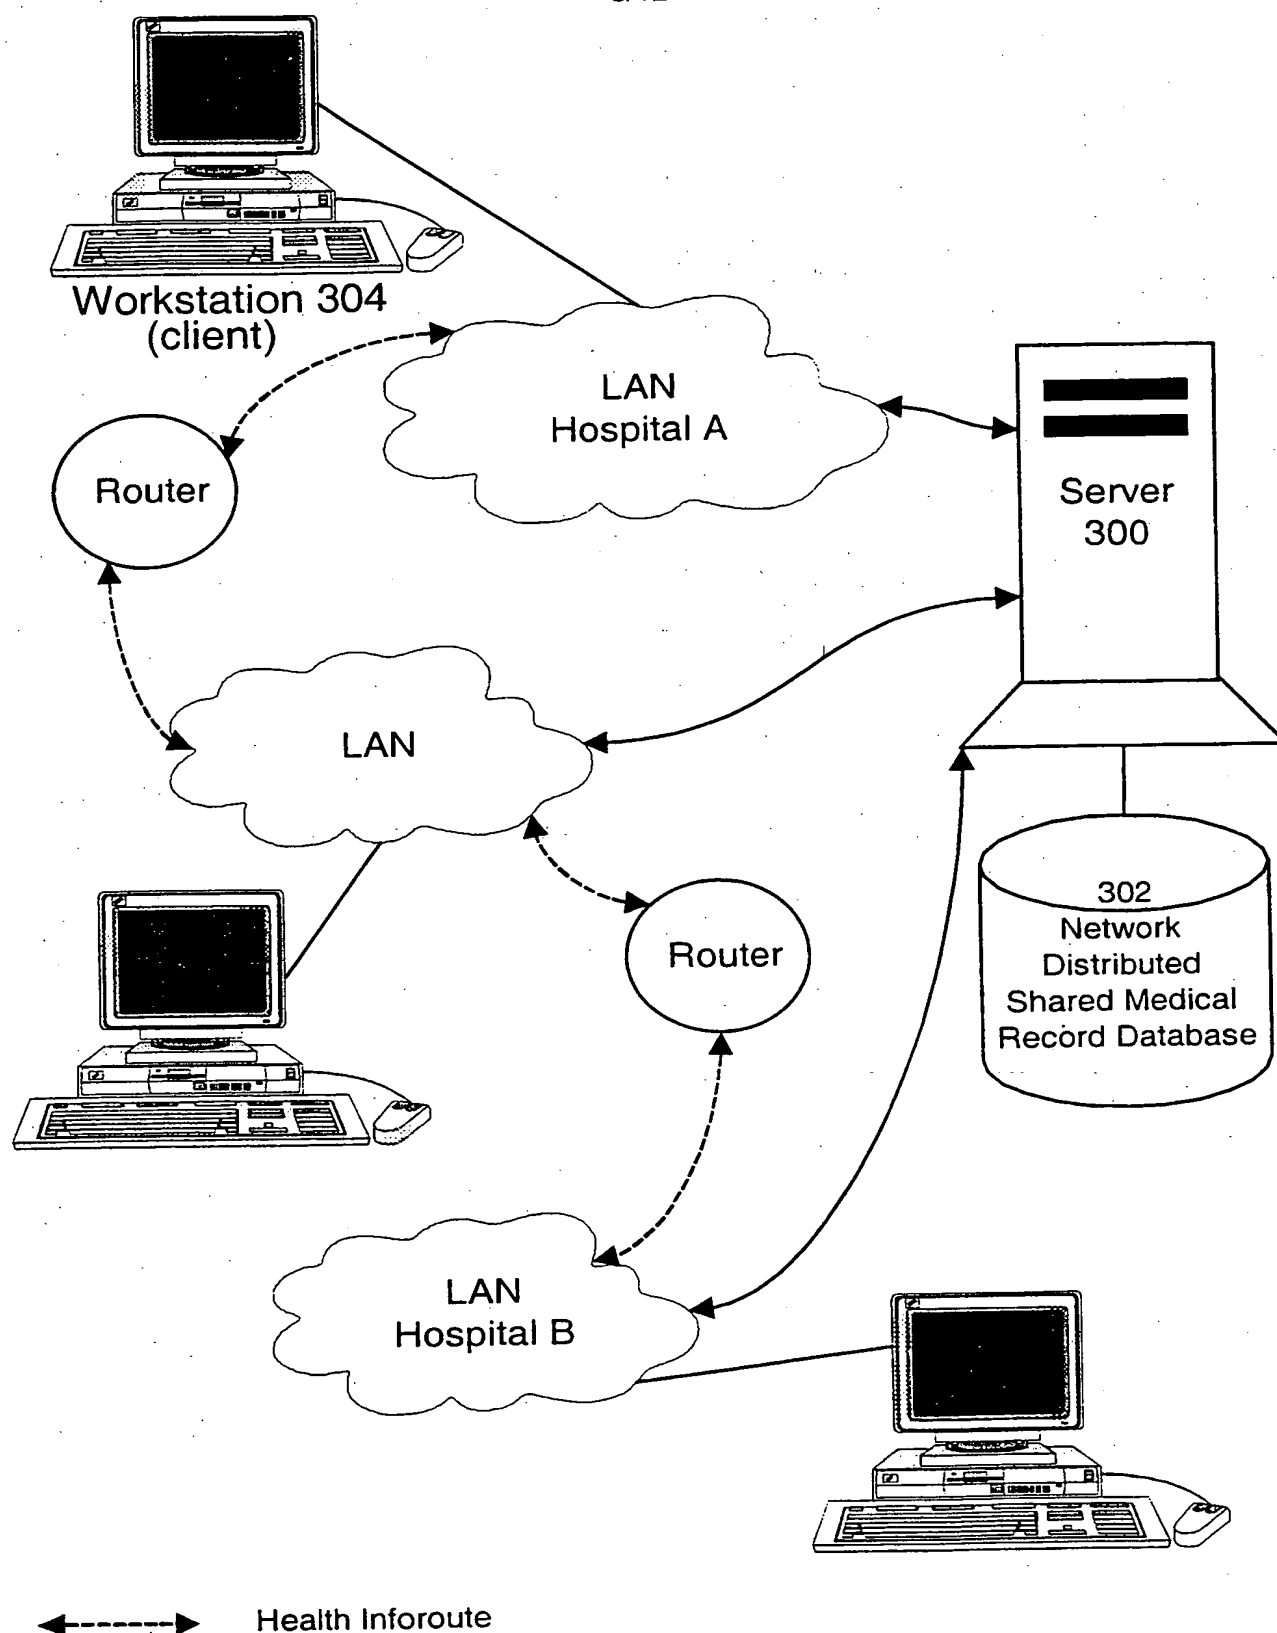 Workstation 304
(client)
LAN
Hospital A
Router
Server
300
LAN
302
Network
Distributed
Shared Medical
Record Database
Router
LAN
Hospital B
Health Inforoute